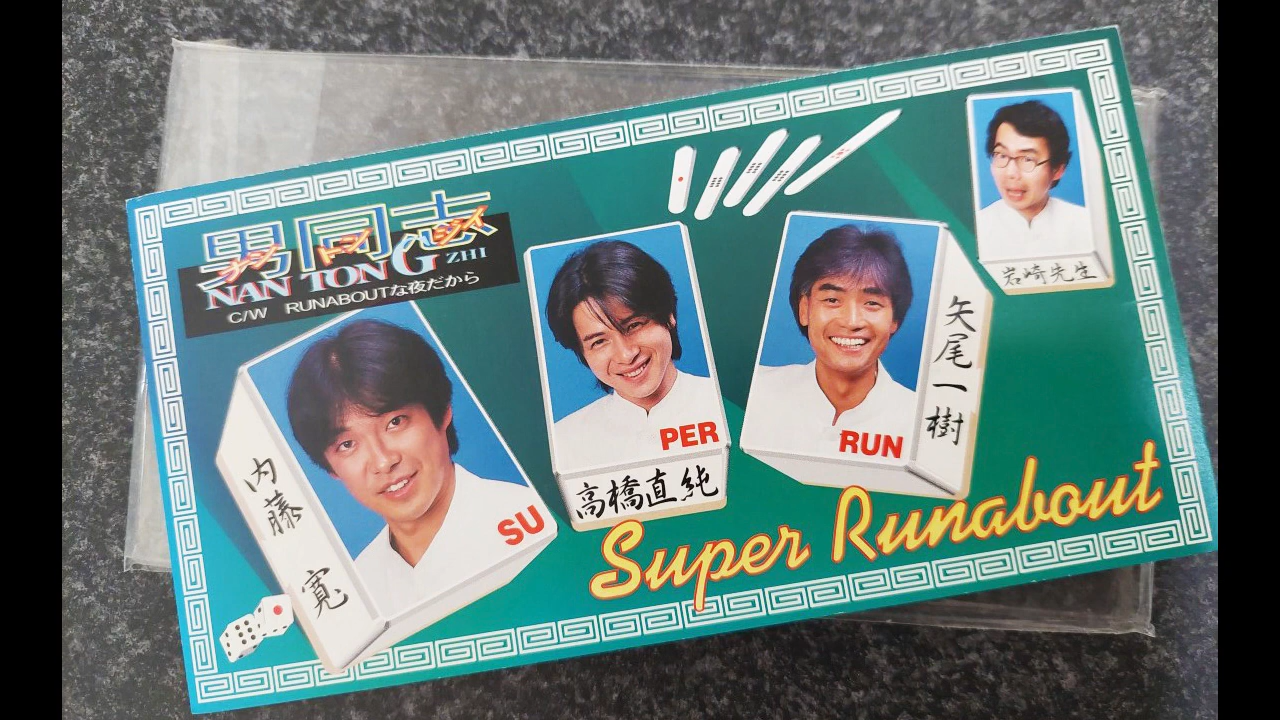 男同志
ナントンジイ
NAN TONG ZHI
C/W RUNABOUTな夜だから
内藤 寛
SU
高橋直純
PER
矢尾一樹
RUN
岩崎先生
Super Runabout